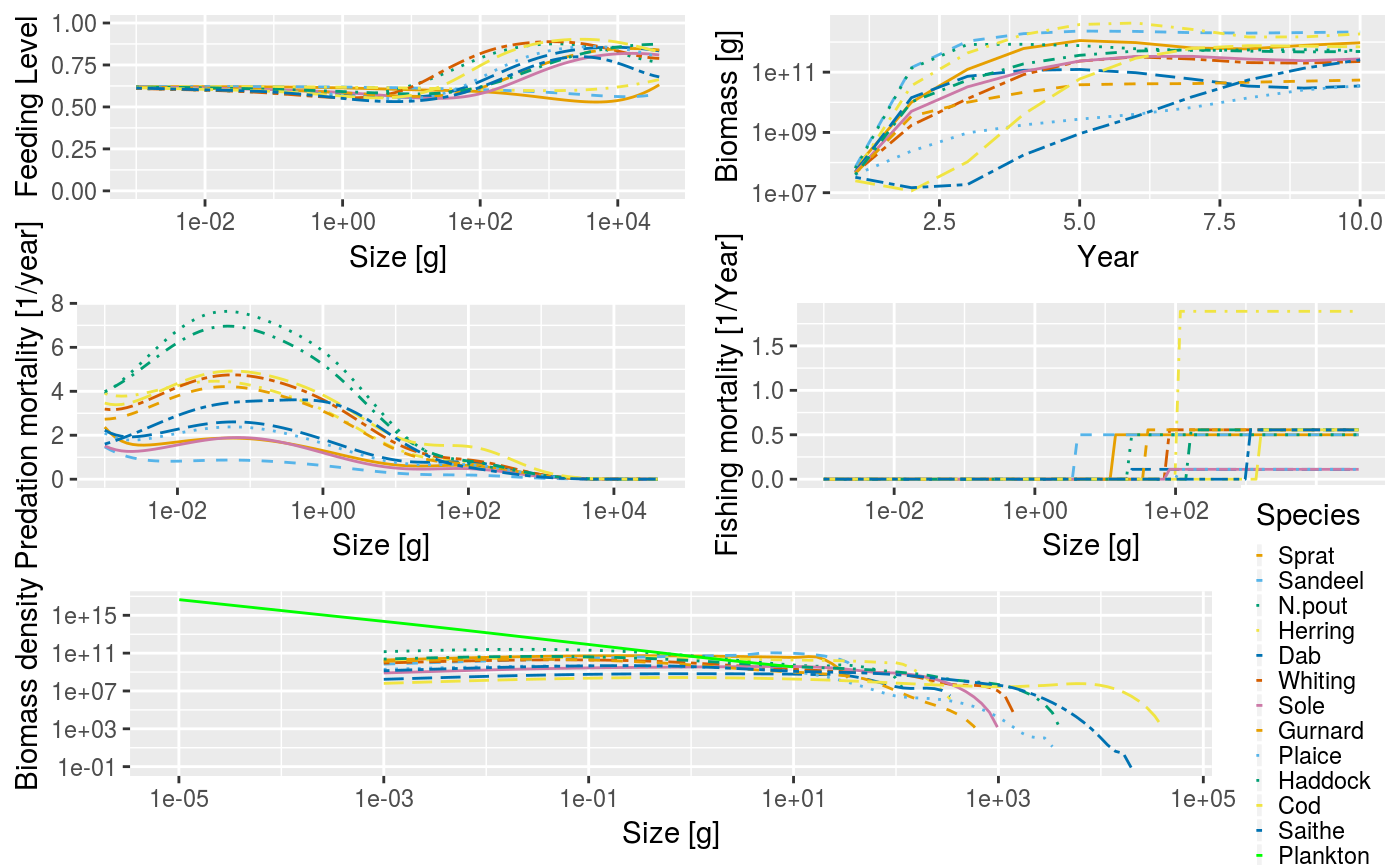 Feeding Level
1.00
0.75
0.50
0.25
0.00
1e-02 1e+00 1e+02 1e+04
Size [g]
Biomass [g]
1e+11
1e+09
1e+07
2.5 5.0 7.5 10.0
Year
Predation mortality [1/year]
8
6
4
2
0
1e-02 1e+00 1e+02 1e+04
Size [g]
Fishing mortality [1/Year]
1.5
1.0
0.5
0.0
1e-02 1e+00 1e+02
Size [g]
Biomass density
1e+15
1e+11
1e+07
1e+03
1e-01
1e-05 1e-03 1e-01 1e+01 1e+03 1e+05
Size [g]
Species
Sprat
Sandeel
N.pout
Herring
Dab
Whiting
Sole
Gurnard
Plaice
Haddock
Cod
Saithe
Plankton